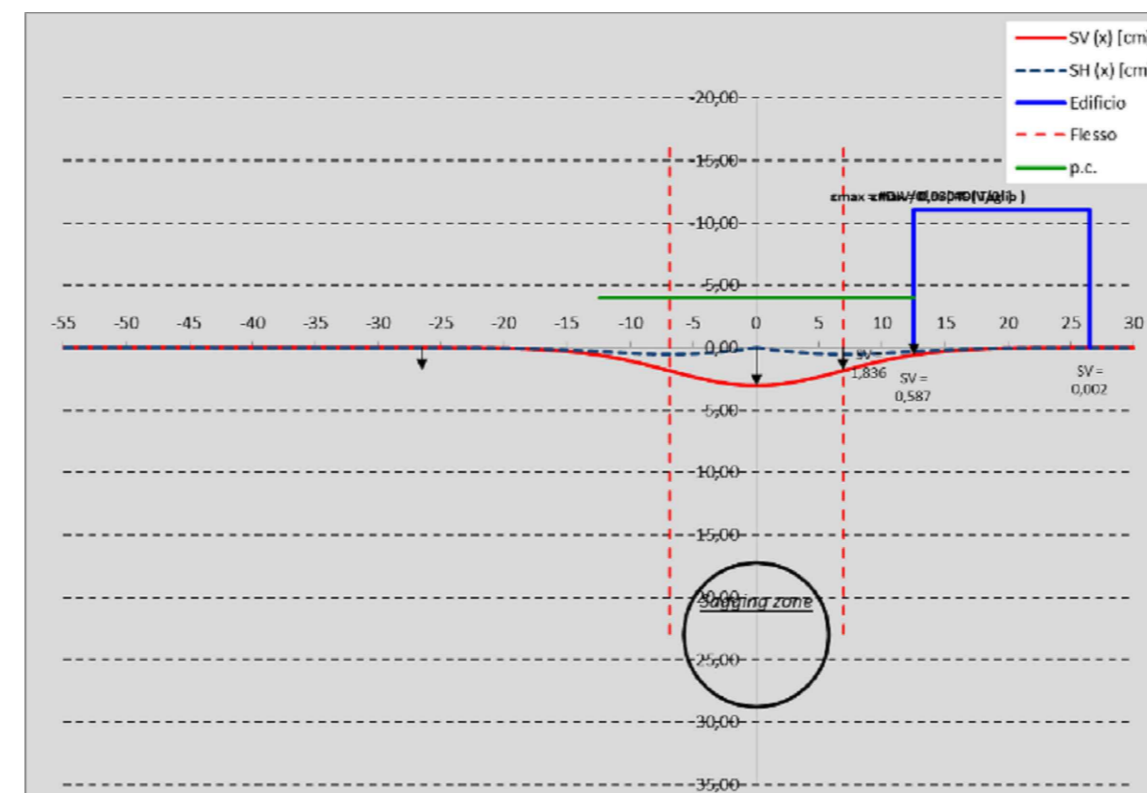 SV (x) [cm
SH (x) [cm
Edificio
Flesso
p.c.
-20,00
-15,00
-10,00
-5,00
-55 -50 -45 -40 -35 -30 -25 -20 -15 -10 -5 0 5 10 15 20 25 30
0,00
SV =
1,836
SV =
0,587
SV =
0,002
5,00
10,00
15,00
20,00
Sagging zone
25,00
30,00
35,00